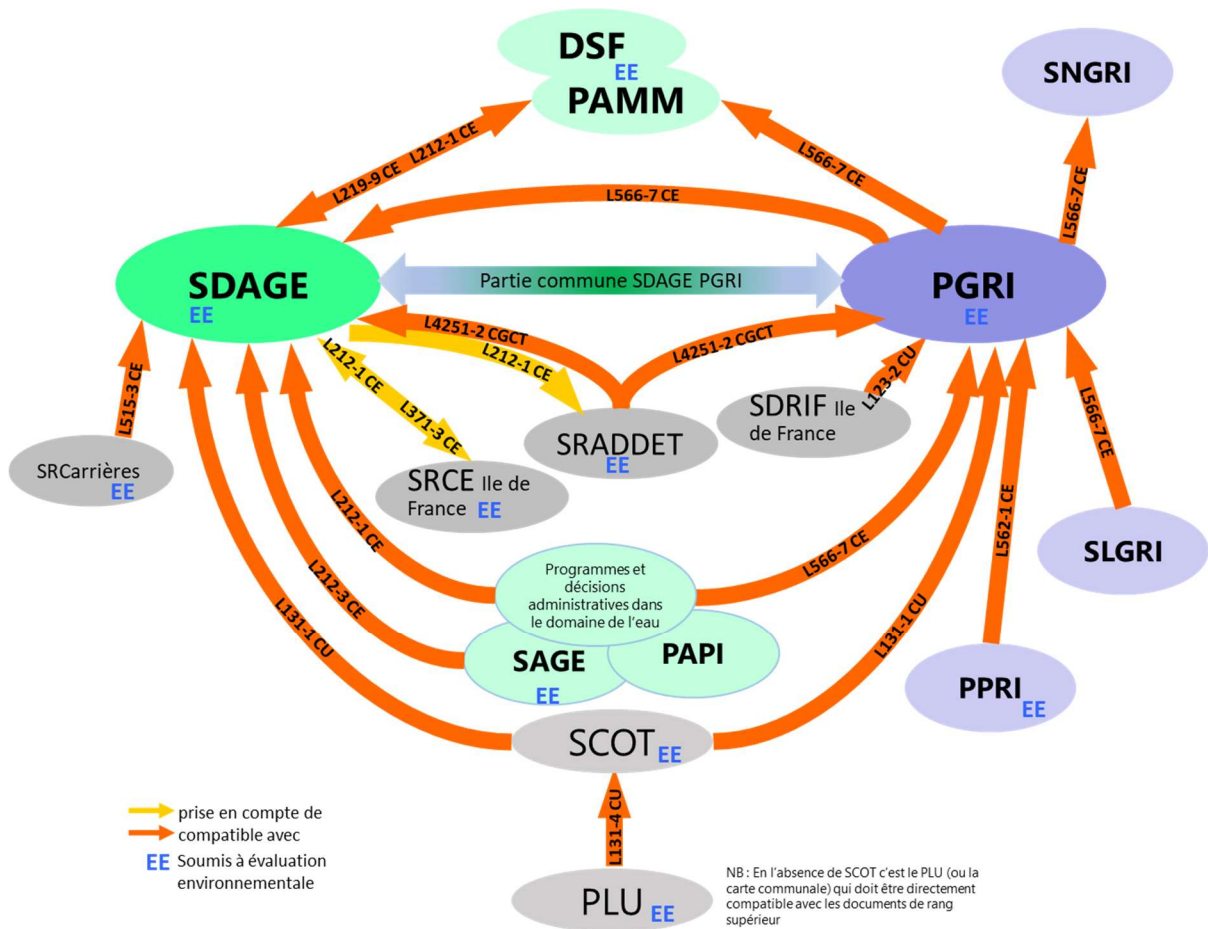 DSF
EE
PAMM
SNGRI
L219-9 CE L212-1 CE
L566-7 CE
L566-7 CE
L566-7 CE
SDAGE
EE
Partie commune SDAGE PGRI
PGRI
EE
L4251-2 CGCT
L4251-2 CGCT
L212-1 CE
L212-1 CE
L371-3 CE
L515-3 CE
L123-2 CU
L566-7 CE
SDRIF Ile
de France
SRADDET
EE
SRCarrières
EE
SRCE Ile de
France EE
L212-1 CE
L566-7 CE
L562-1 CE
SLGRI
Programmes et
décisions
administratives dans
le domaine de l'eau
L212-3 CE
L131-1 CU
L131-1 CU
SAGE
EE
PAPI
PPRI
EE
SCOT EE
prise en compte de
compatible avec
EE Soumis à évaluation
environnementale
L131-4 CU
PLU EE
NB : En l'absence de SCOT c'est le PLU (ou la
carte communale) qui doit être directement
compatible avec les documents de rang
supérieur